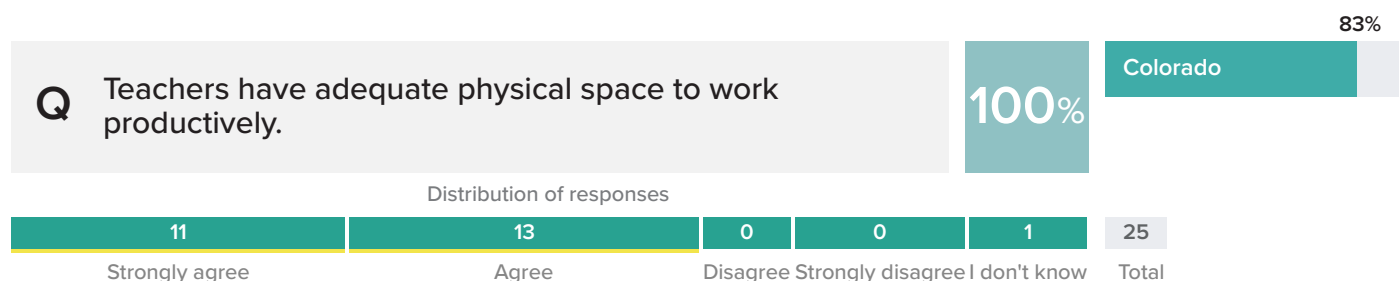 83%
Q Teachers have adequate physical space to work
productively.
100%
Colorado
Distribution of responses
11 13 0 0 1 25
Strongly agree Agree Disagree Strongly disagree I don't know Total